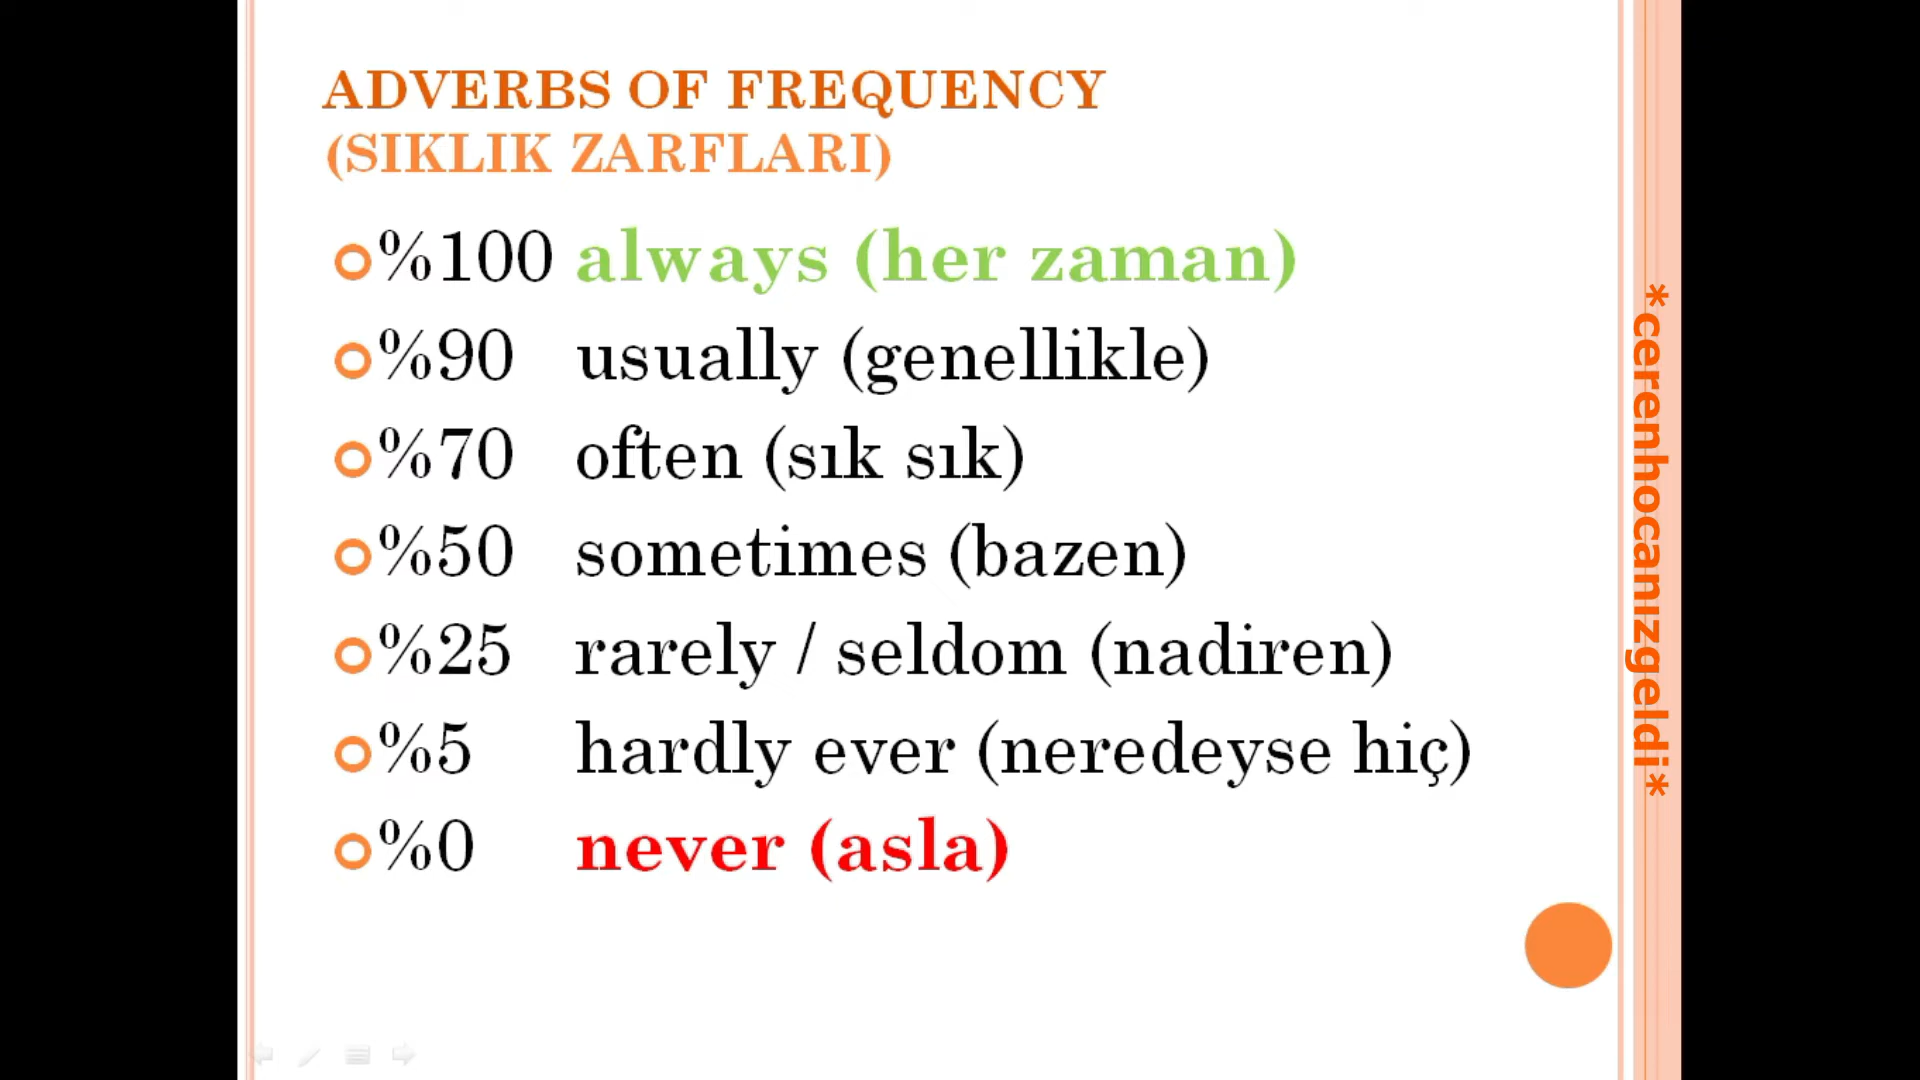 ADVERBS OF FREQUENCY
(SIKLIK ZARFLARI)
%100 always (her zaman)
%90 usually (genellikle)
%70 often (sık sık)
%50 sometimes (bazen)
%25 rarely / seldom (nadiren)
%5 hardly ever (neredeyse hiç)
%0 never (asla)
*cerenhocanızgeldi*